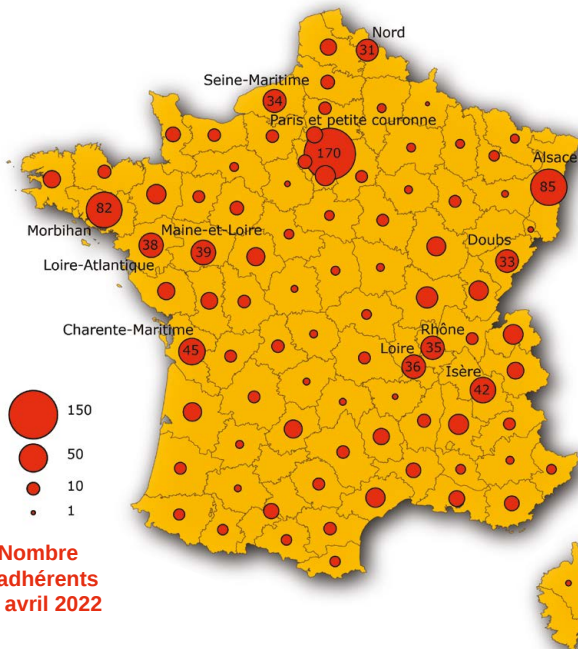 Nord
31
Seine-Maritime
34
Paris et petite couronne
170
Alsace
85
82
Morbihan
Maine-et-Loire
38
39
Loire-Atlantique
Doubs
33
Charente-Maritime
45
Rhône
35
Loire
36
Isère
42
150
50
10
1
Nombre
adhérents
avril 2022